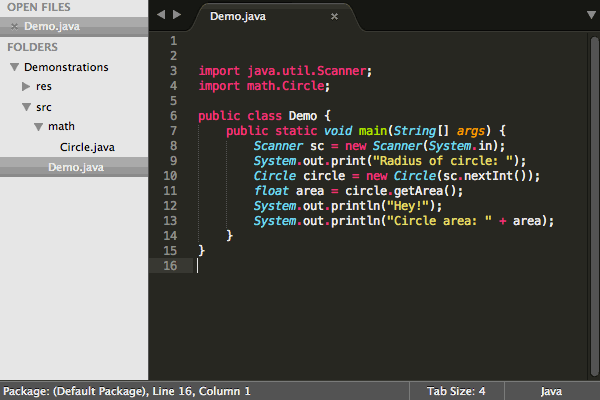 OPEN FILES
× Demo.java
FOLDERS
Demonstrations
res
src
math
Circle.java
Demo.java
Demo.java ×
1
2
3 import java.util.Scanner;
4 import math.Circle;
5
6 public class Demo {
7 public static void main(String[] args) {
8 Scanner sc = new Scanner(System.in);
9 System.out.print("Radius of circle: ");
10 Circle circle = new Circle(sc.nextInt());
11 float area = circle.getArea();
12 System.out.println("Hey!");
13 System.out.println("Circle area: " + area);
14 }
15 }
16
Package: (Default Package), Line 16, Column 1 Tab Size: 4 Java